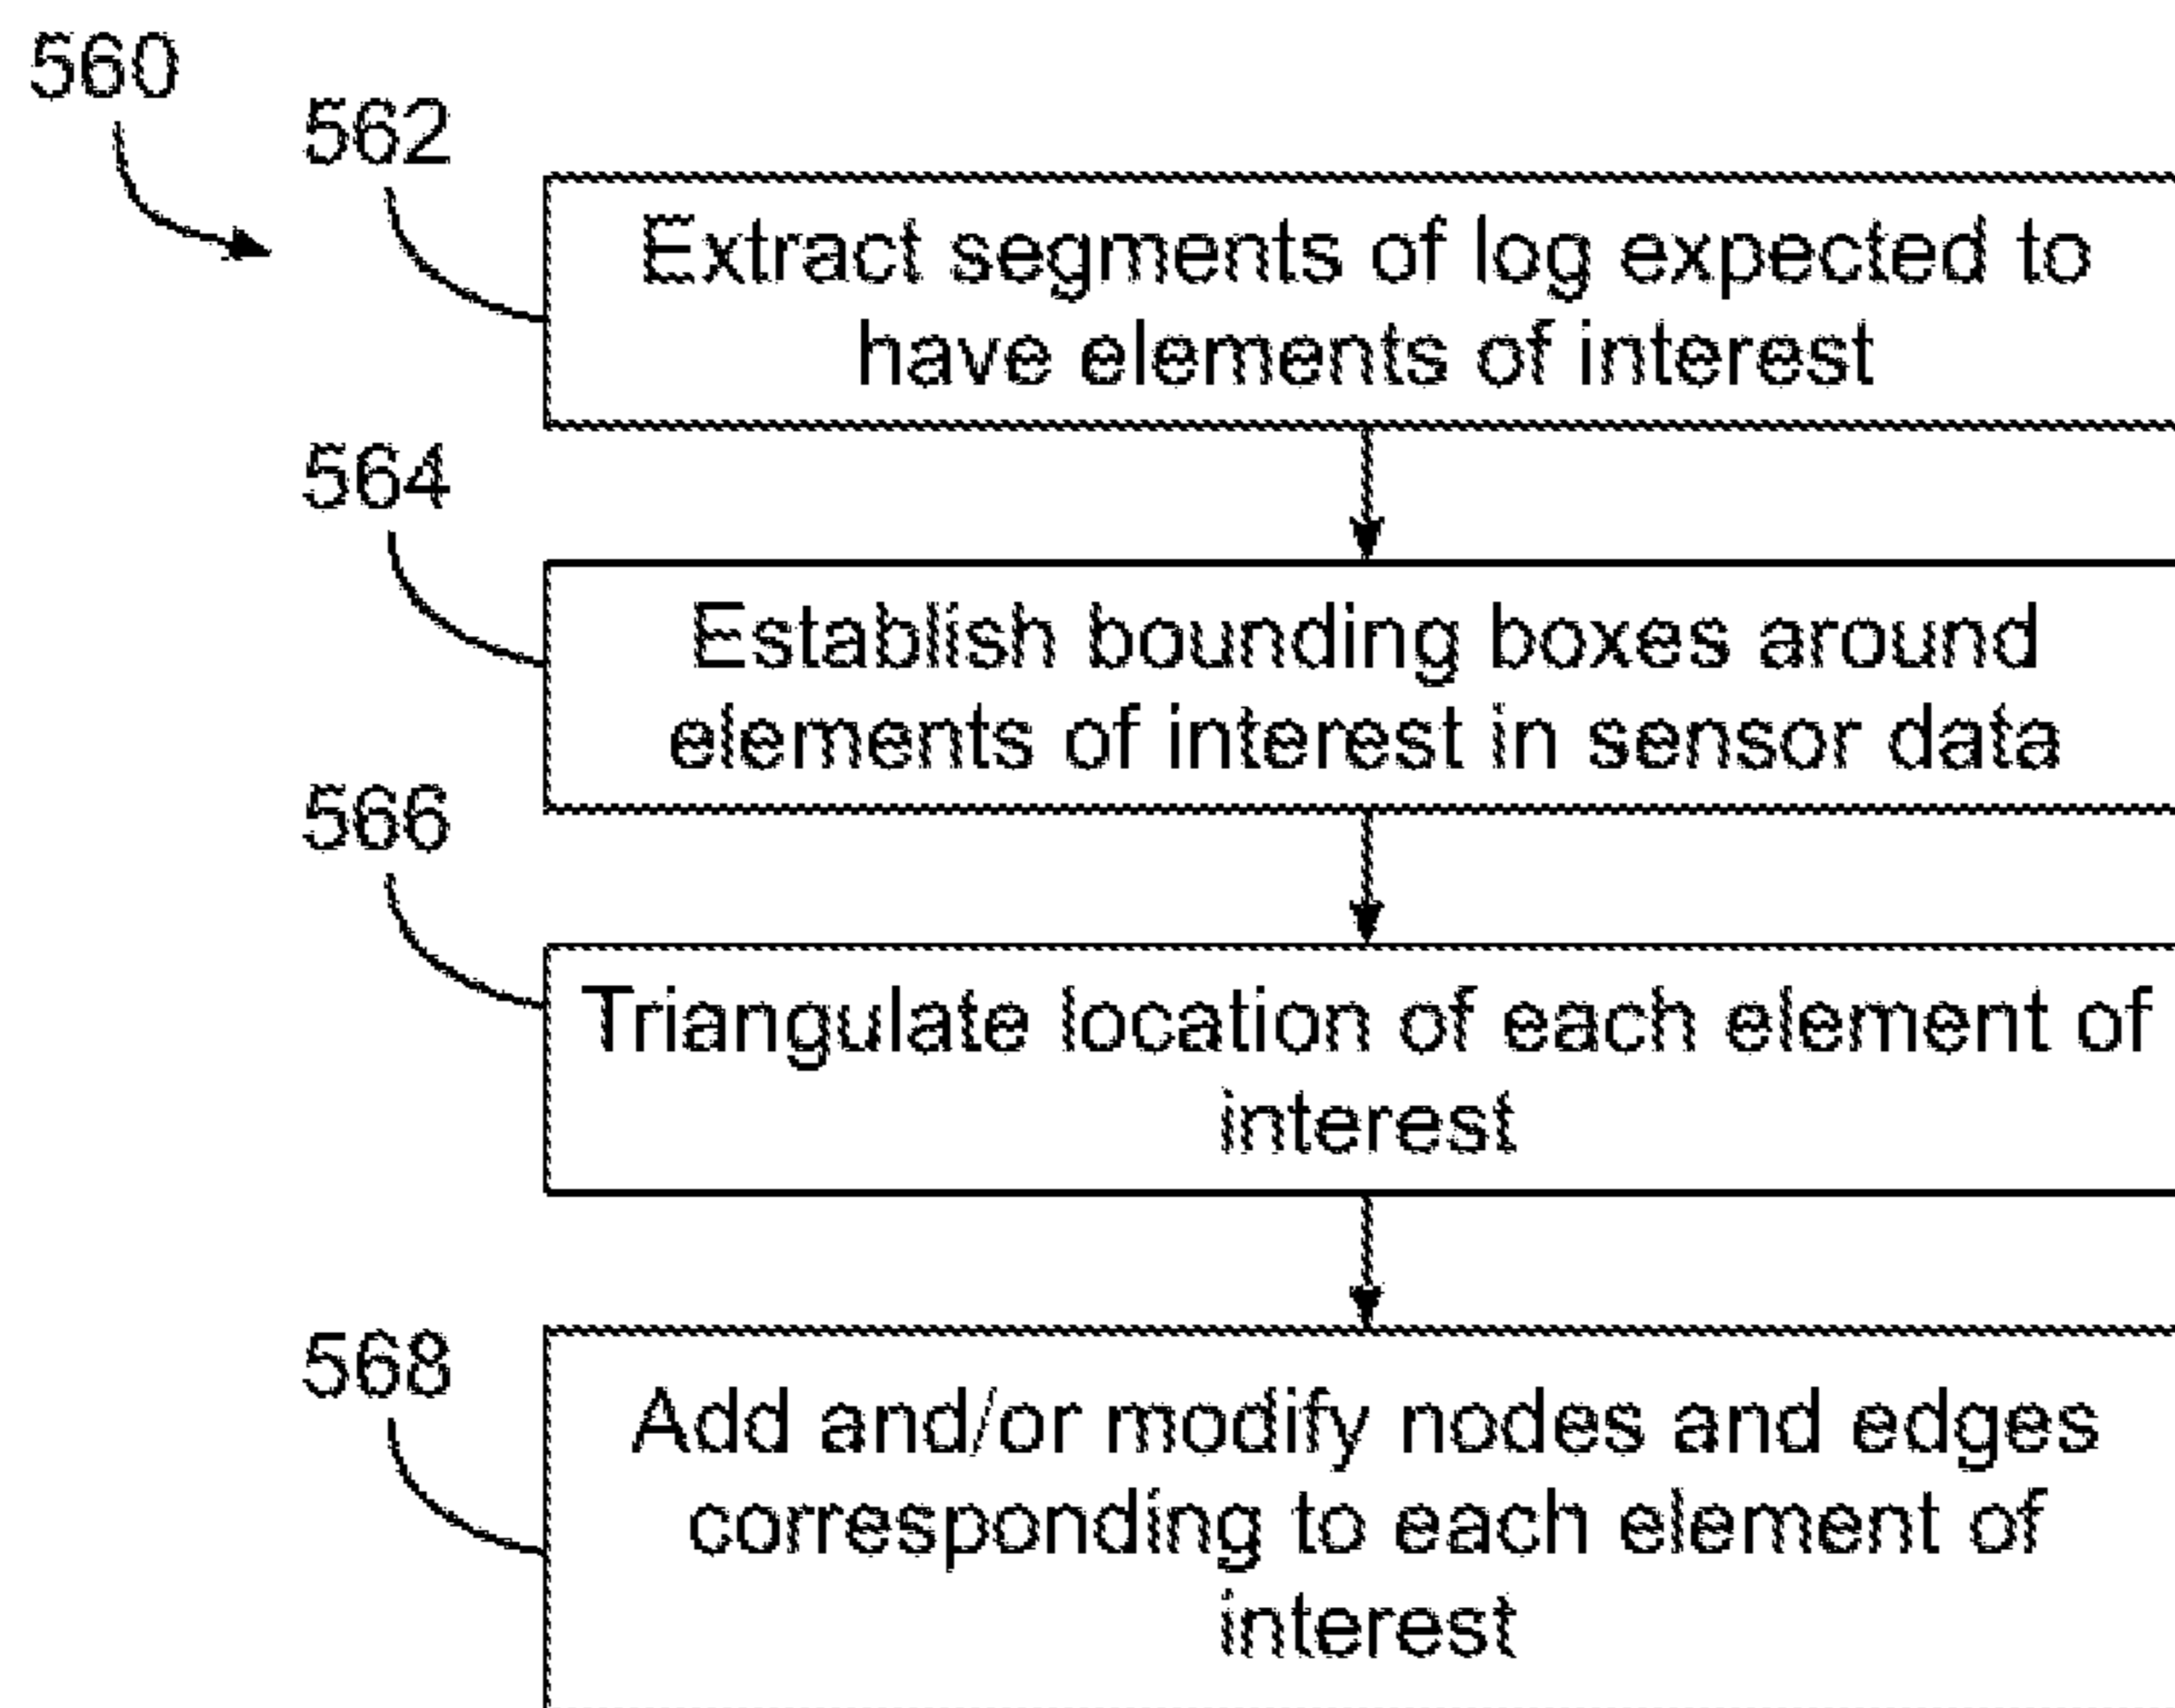 560
562
Extract segments of log expected to
have elements of interest
564
Establish bounding boxes around
elements of interest in sensor data
566
Triangulate location of each element of
interest
568
Add and/or modify nodes and edges
corresponding to each element of
interest